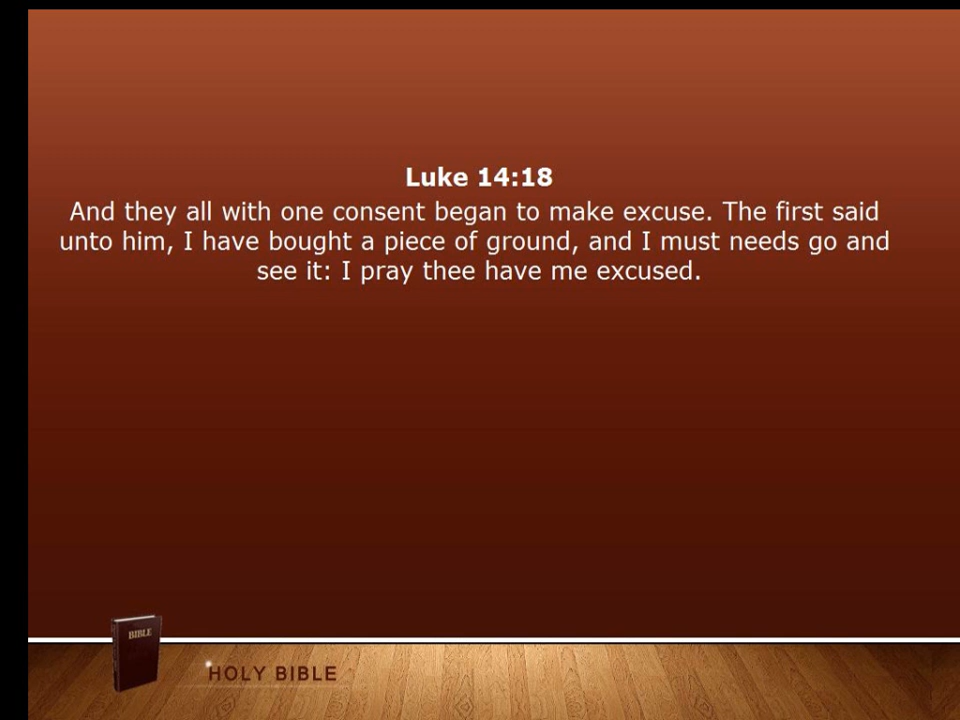 Luke 14:18
And they all with one consent began to make excuse. The first said
unto him, I have bought a piece of ground, and I must needs go and
see it: I pray thee have me excused.
BIBLE
HOLY BIBLE